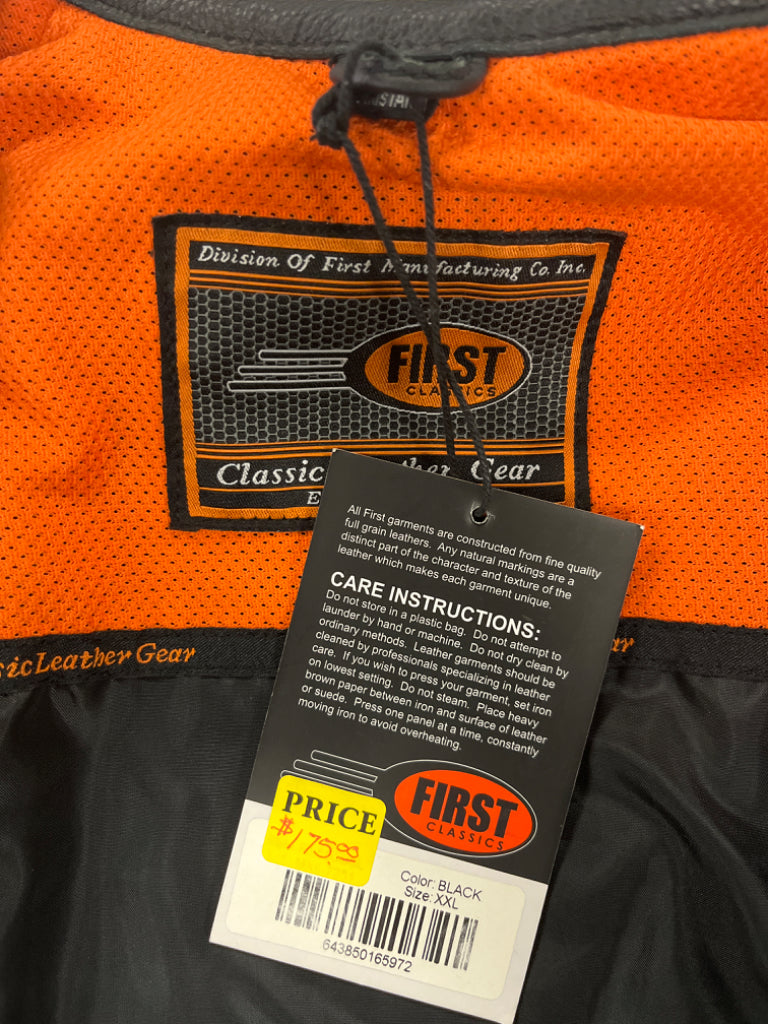 Division Of First Manufacturing Co. Inc.
FIRST
CLASSICS
Classic Leather Gear
All First garments are constructed from fine quality
full grain leathers. Any natural markings are a
distinct part of the character and texture of the
leather which makes each garment unique.
CARE INSTRUCTIONS:
Do not store in a plastic bag. Do not attempt to
launder by hand or machine. Do not dry clean by
ordinary methods. Leather garments should be
cleaned by professionals specializing in leather
care. If you wish to press your garment, set iron
on lowest setting. Do not steam. Place heavy
brown paper between iron and surface of leather
or suede. Press one panel at a time, constantly
moving iron to avoid overheating.
sicLeather Gear
FIRST
CLASSICS
PRICE
$175.00
Color: BLACK
Size: XXL
643850165972